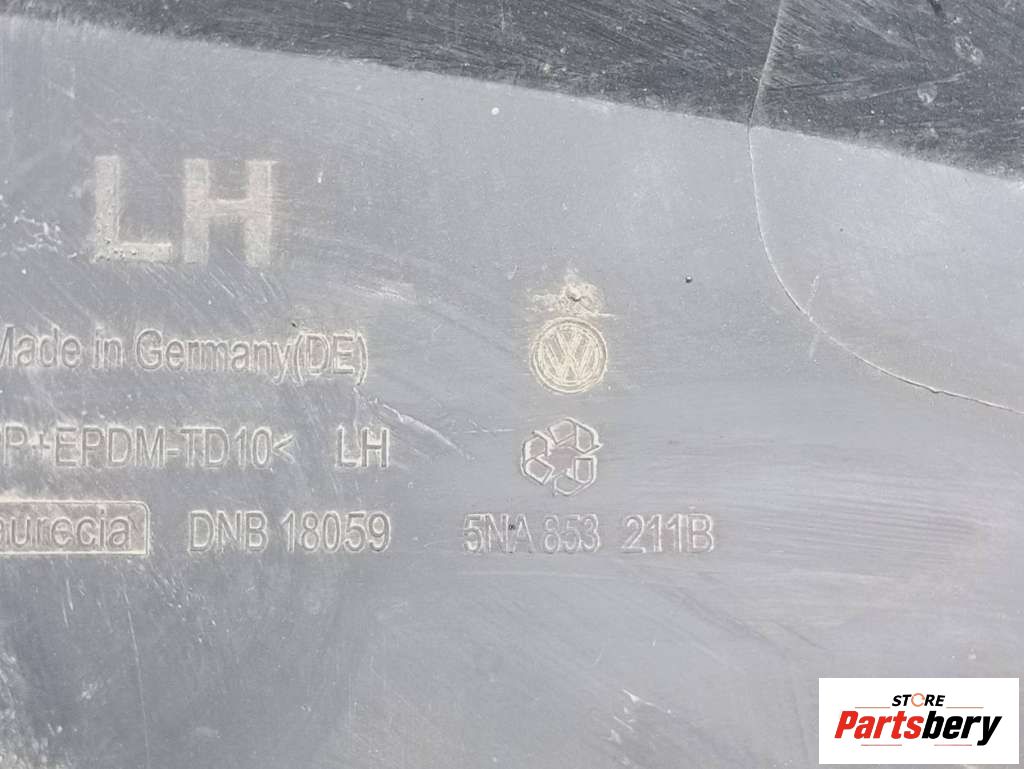 LH
Made in Germany(DE)
P+EPDM-TD10< LH
aurecia DNB 18059 5NA 853 211B
STORE
Partsbery